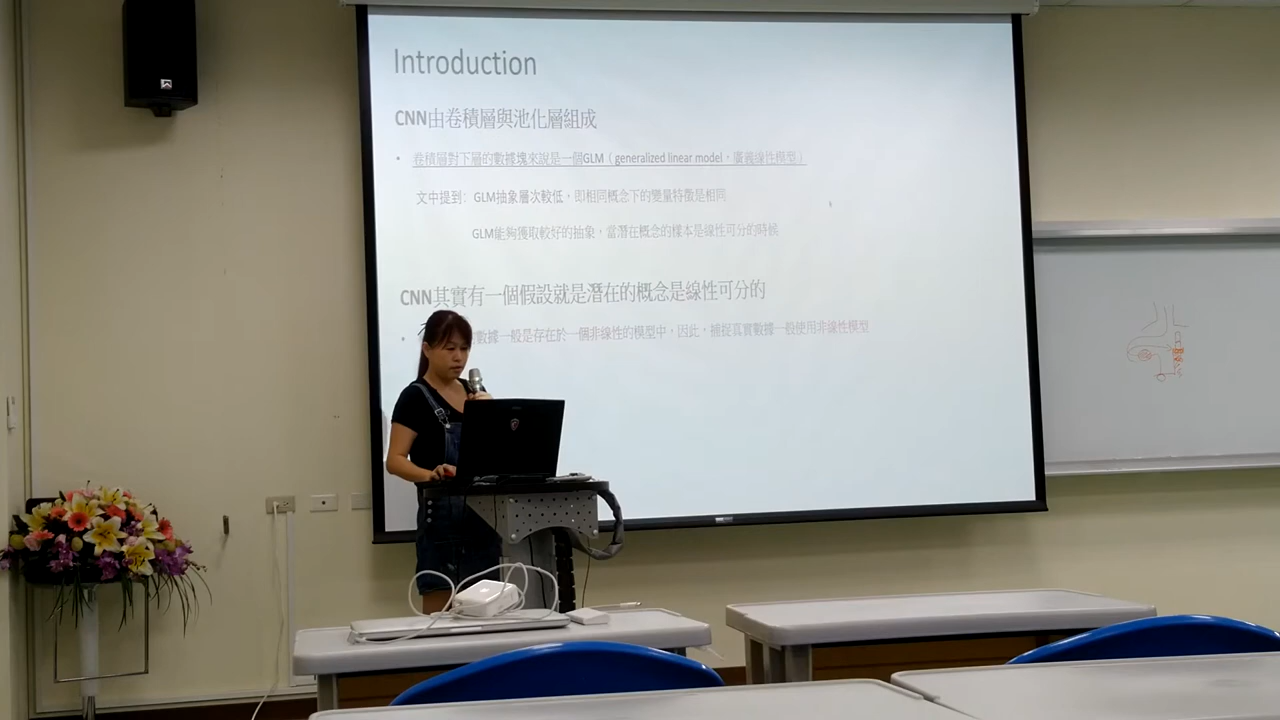 Introduction
CNN由卷積層與池化層組成
• 卷積層對下層的數據塊來說是一個GLM（generalized linear model，廣義線性模型）
文中提到：GLM抽象層次較低，即相同概念下的變量特徵是相同
GLM能夠獲取較好的抽象，當潛在概念的樣本是線性可分的時候
CNN其實有一個假設就是潛在的概念是線性可分的
• 數據一般是存在於一個非線性的模型中，因此，捕捉真實數據一般使用非線性模型